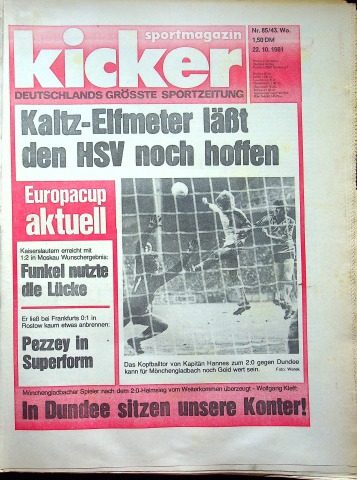 sportmagazin
kicker
DEUTSCHLANDS GRÖSSTE SPORTZEITUNG
Nr. 85/43. Wo.
1,50 DM
22. 10. 1981
Kaltz-Elfmeter läßt
den HSV noch hoffen
Europacup
aktuell
Kaiserslautern erreicht mit
1:2 in Moskau Wunschergebnis:
Funkel nutzte
die Lücke
Er ließ bei Frankfurts 0:1 in
Rostow kaum etwas anbrennen:
Pezzey in
Superform
Das Kopfballtor von Kapitän Hannes zum 2:0 gegen Dundee
kann für Mönchengladbach noch Gold wert sein.
Foto: Werek
Mönchengladbacher Spieler nach dem 2:0-Heimsieg vom Weiterkommen überzeugt - Wolfgang Kleff:
In Dundee sitzen unsere Konter!